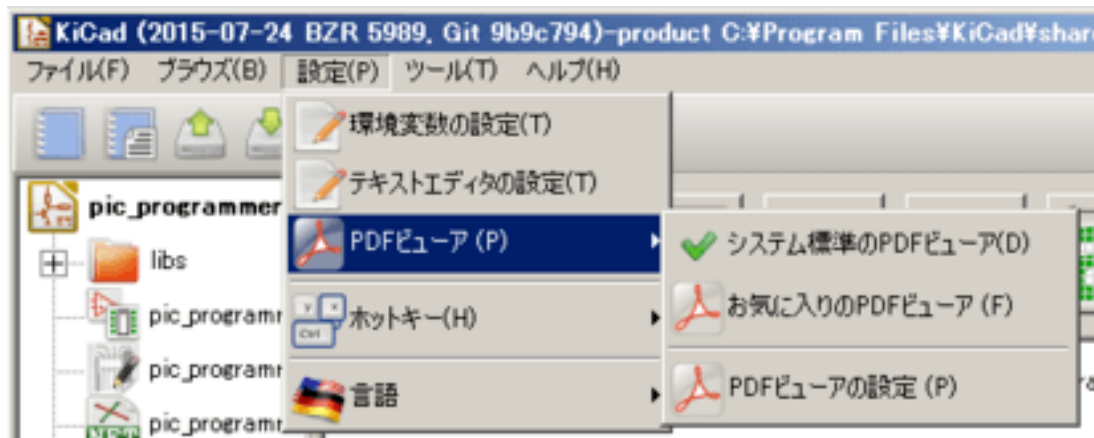 KiCad (2015-07-24 BZR 5989, Git 9b9c794)-product C:¥Program Files¥KiCad¥shar
ファイル(F) ブラウズ(B) 設定(P) ツール(T) ヘルプ(H)
環境変数の設定(T)
テキストエディタの設定(T)
pic_programmer
PDFビューア (P)
システム標準のPDFビューア(D)
libs
お気に入りのPDFビューア (F)
pic_programm
ホットキー(H)
Ctrl
pic_programm
PDFビューアの設定 (P)
言語
pic_programm
NET